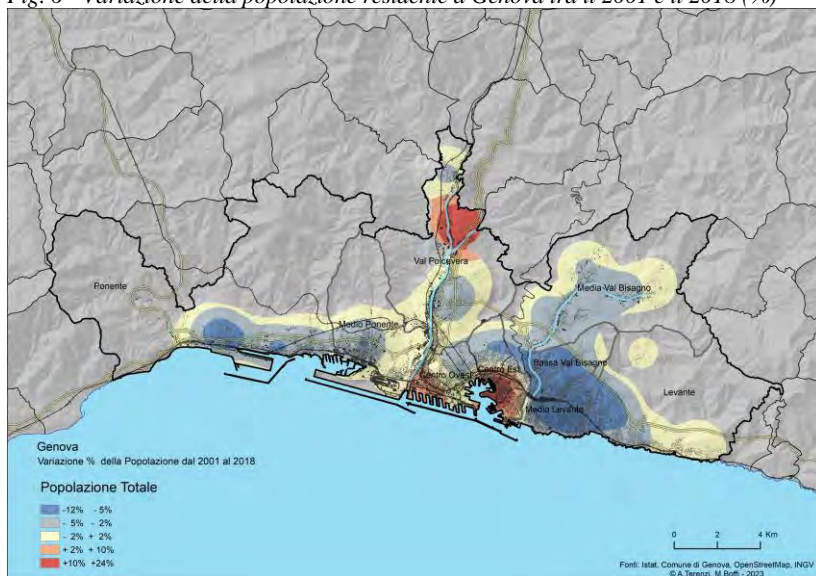 Fig. 6 - Variazione della popolazione residente a Genova tra il 2001 e il 2018 (%)
Val Polcevera
Ponente
Media Val Bisagno
Medio Ponente
Bassa Val Bisagno
Centro Ovest
Centro Est
Levante
Medio Levante
Genova
Variazione % della Popolazione dal 2001 al 2018
Popolazione Totale
-12% - 5%
- 5% - 2%
- 2% + 2%
+ 2% + 10%
+10% +24%
0 2 4 Km
Fonti: Istat, Comune di Genova, OpenStreetMap, INGV
© A.Terenzi, M.Boffi - 2023